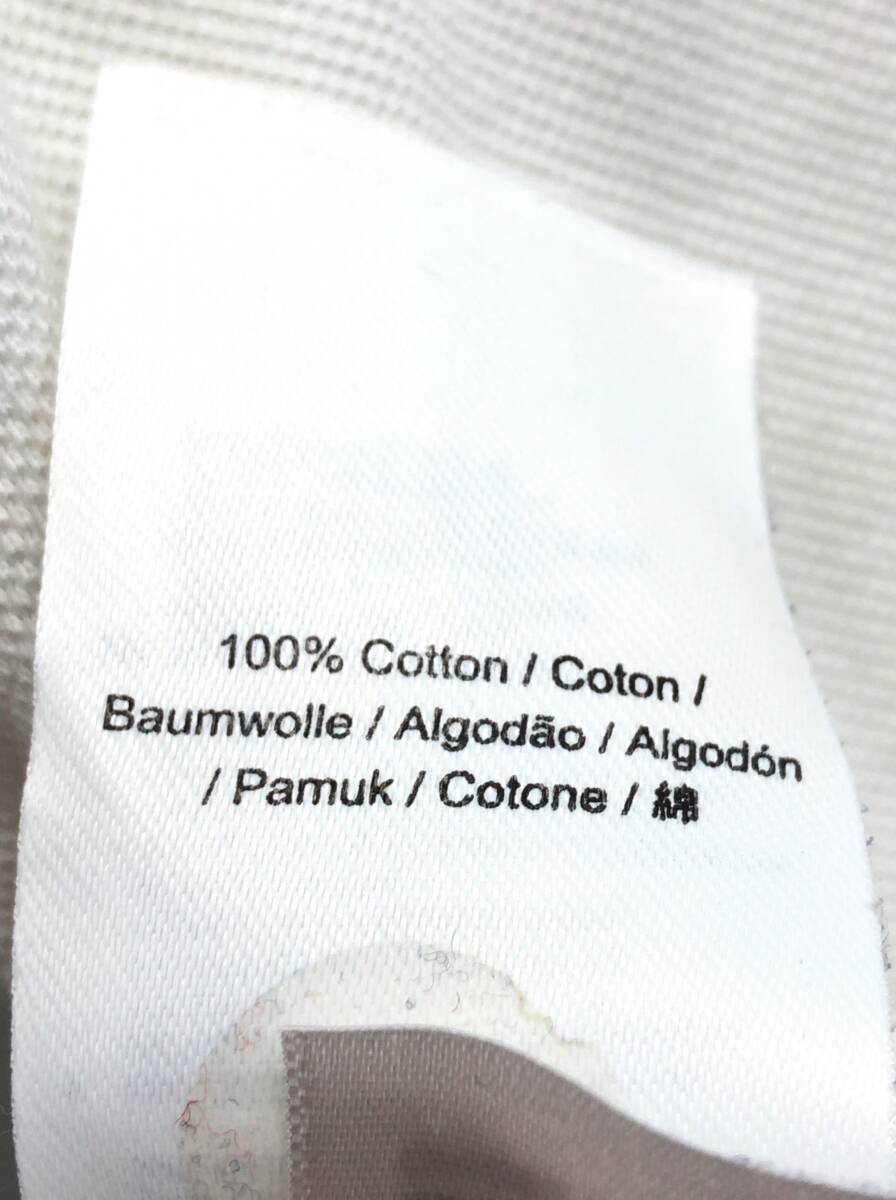 100% Cotton / Coton /
Baumwolle / Algodão / Algodón
/ Pamuk / Cotone / 綿